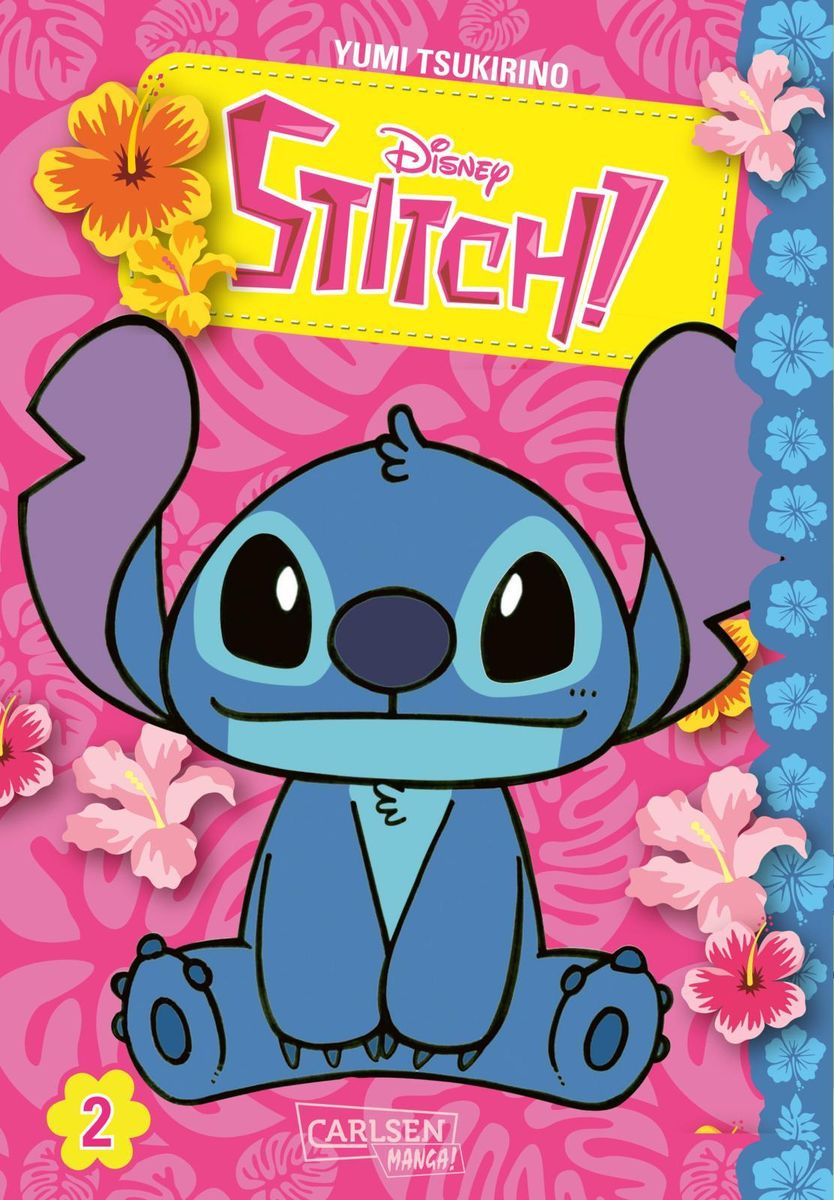 YUMI TSUKIRINO
Disney
STITCH!
2
CARLSEN
MANGA!